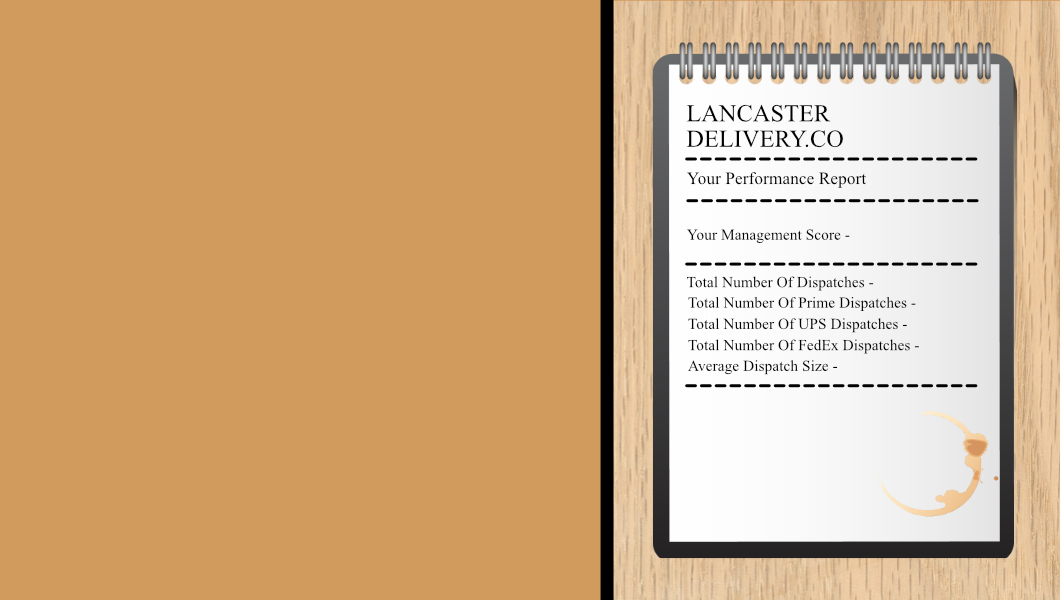 LANCASTER
DELIVERY.CO
Your Performance Report
Your Management Score -
Total Number Of Dispatches -
Total Number Of Prime Dispatches -
Total Number Of UPS Dispatches -
Total Number Of FedEx Dispatches -
Average Dispatch Size -